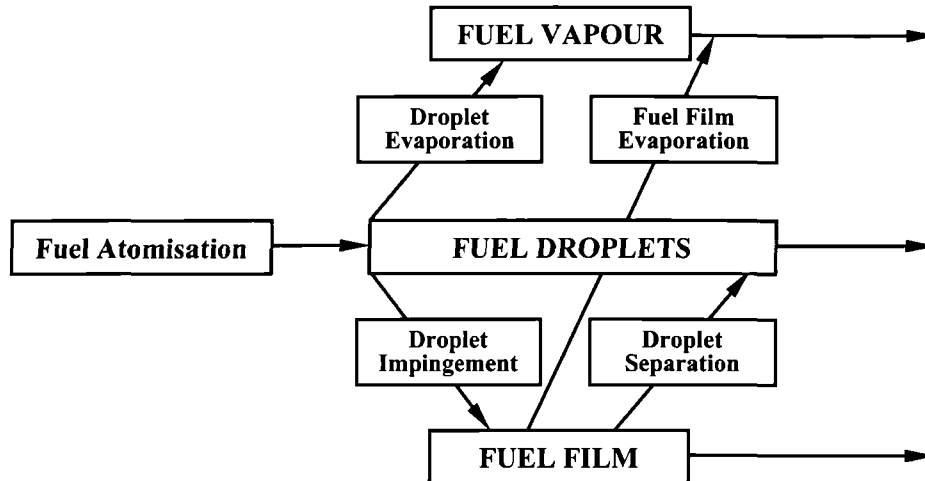 FUEL VAPOUR
Droplet
Evaporation
Fuel Film
Evaporation
Fuel Atomisation
FUEL DROPLETS
Droplet
Impingement
Droplet
Separation
FUEL FILM